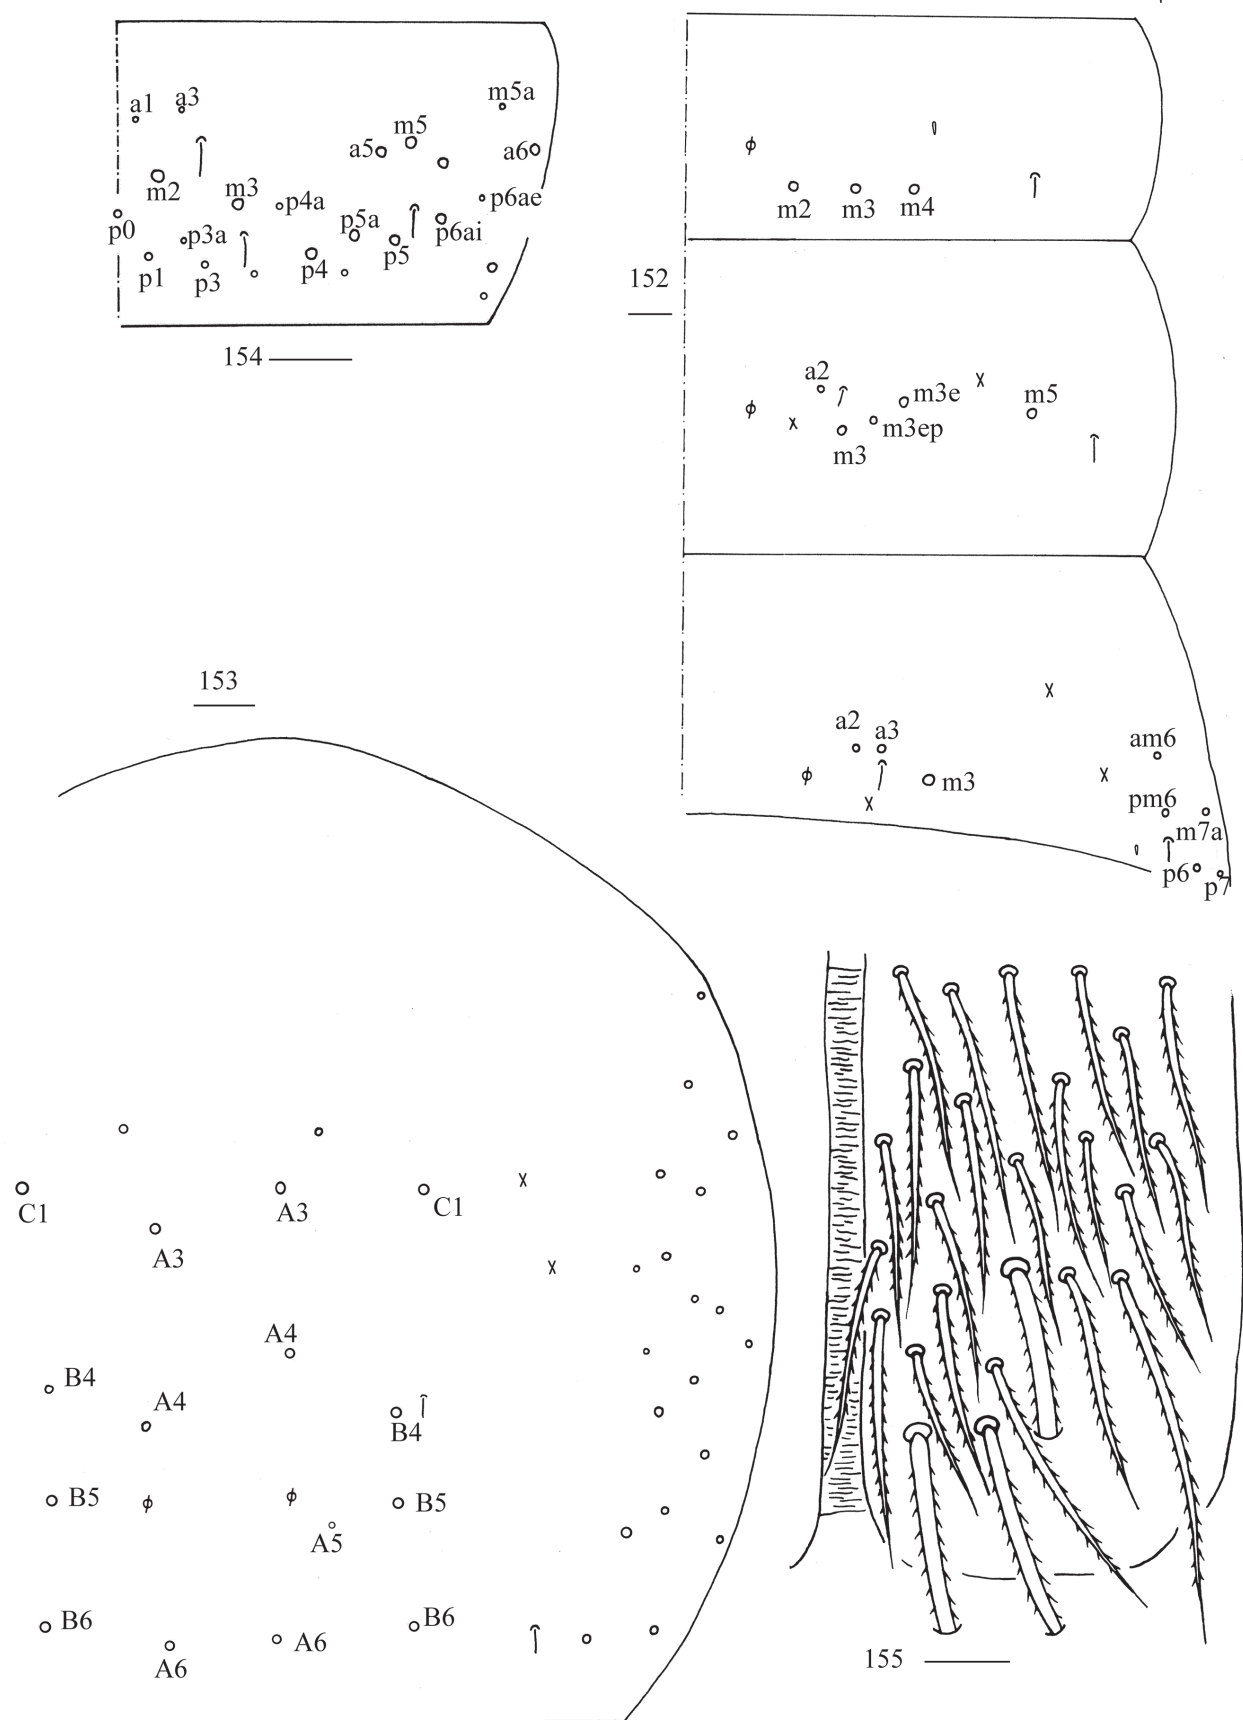 a1 a3 m5a
m5
a5 a6
m2 m3 p4a p6ae
p0 p3a p5a p6ai
p1 p3 p4 p5
154
m2 m3 m4
152
a2 m3e m5
m3ep
m3
a2 a3 am6
m3 pm6
m7a
p6 p7
153
C1 A3 C1
A3
A4
B4 A4
B4
B5 B5
A5
B6 A6 B6
A6
155